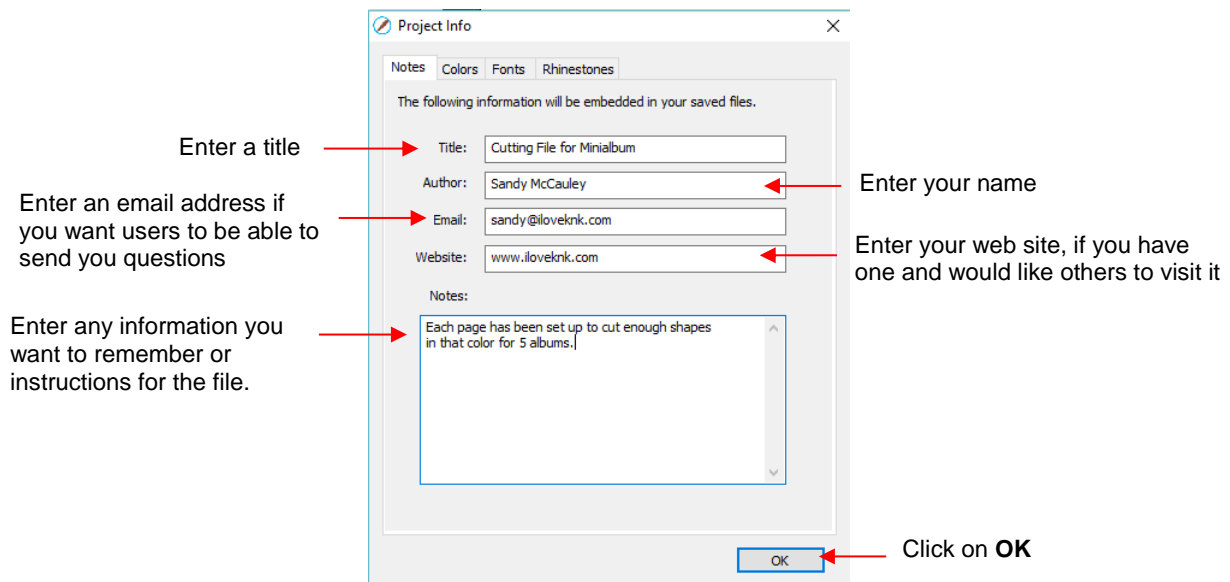 Project Info
Notes Colors Fonts Rhinestones
The following information will be embedded in your saved files.
Enter a title
Title: Cutting File for Minialbum
Author: Sandy McCauley
Enter your name
Enter an email address if
you want users to be able to
send you questions
Email: sandy@iloveknk.com
Website: www.iloveknk.com
Enter your web site, if you have
one and would like others to visit it
Notes:
Enter any information you
want to remember or
instructions for the file.
Each page has been set up to cut enough shapes
in that color for 5 albums.
OK
Click on OK